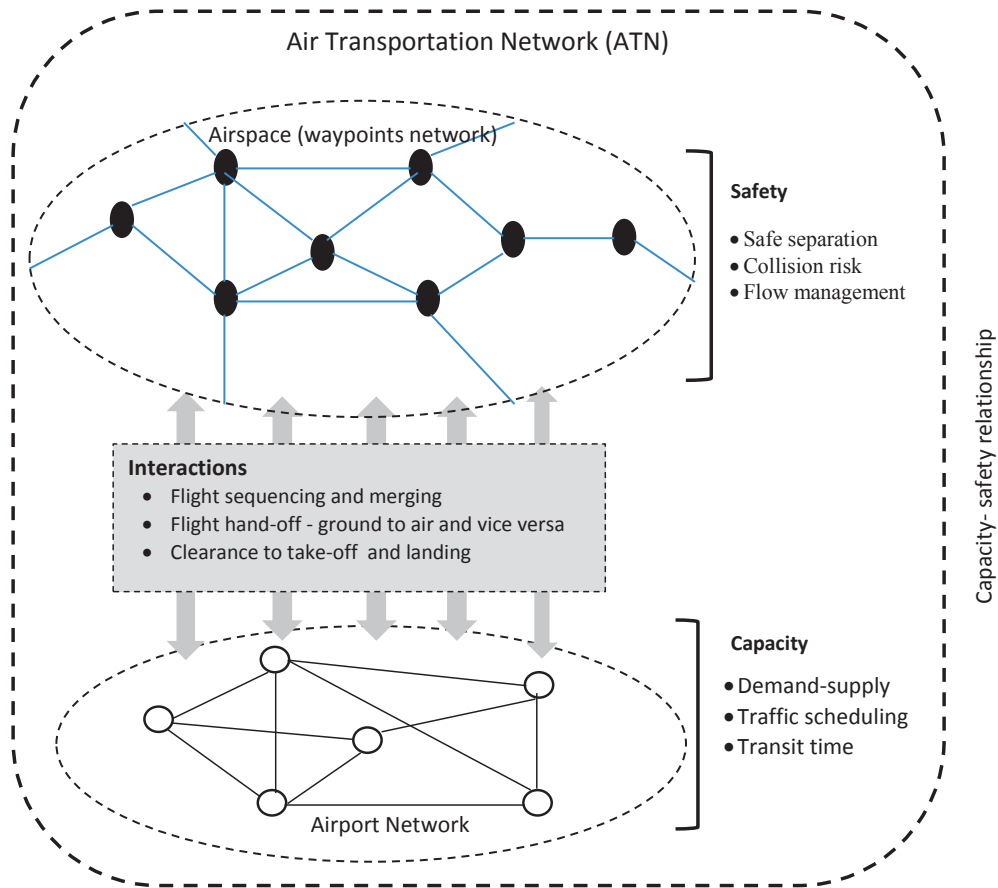 Air Transportation Network (ATN)
Airspace (waypoints network)
Safety
• Safe separation
• Collision risk
• Flow management
Interactions
• Flight sequencing and merging
• Flight hand-off - ground to air and vice versa
• Clearance to take-off and landing
Capacity
• Demand-supply
• Traffic scheduling
• Transit time
Airport Network
Capacity- safety relationship